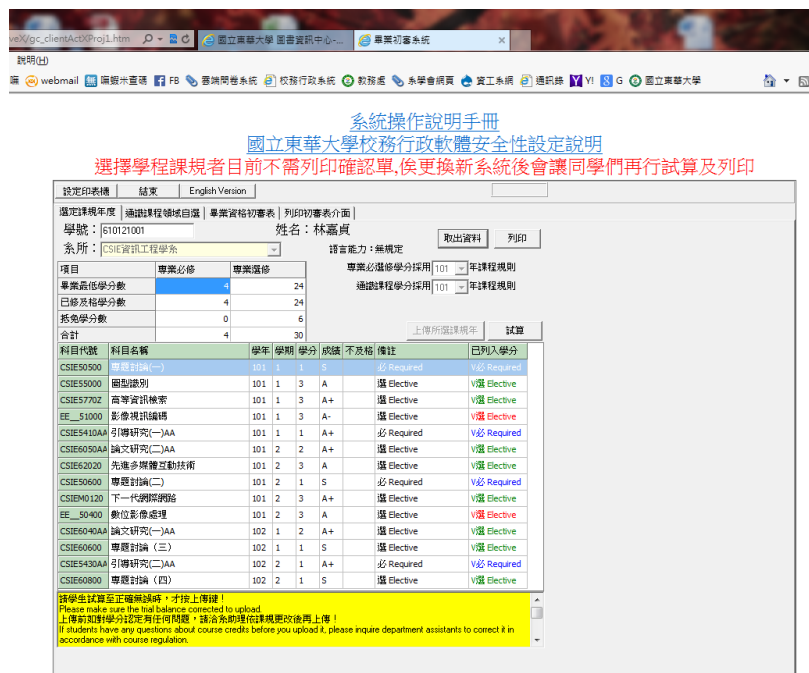 veX/gc_clientActXProj1.htm 國立東華大學 圖書資訊中心-... 畢業初審系統 ×
說明(H)
webmail 嘸蝦米查碼 FB 雲端問卷系統 校務行政系統 教務處 系學會網頁 資工系網 通訊錄 Y! G 國立東華大學
系統操作說明手冊
國立東華大學校務行政軟體安全性設定說明
選擇學程課規者目前不需列印確認單,俟更換新系統後會讓同學們再行試算及列印
設定印表機 結束 English Version
選定課規年度 通識課程領域自選 畢業資格初審表 列印初審表介面
學號: 610121001 姓名:林嘉貞 取出資料 列印
系所: CSIE資訊工程學系 語言能力:無規定
項目 專業必修 專業選修 專業必選修學分採用 101 年課程規則
畢業最低學分數 4 24 通識課程學分採用 101 年課程規則
已修及格學分數 4 24
抵免學分數 0 6
合計 4 30 上傳所選課規年 試算
科目代號 科目名稱 學年 學期 學分 成績 不及格 備註 已列入學分
CSIE50500 專題討論(一) 101 1 1 S 必 Required V必 Required
CSIE55000 圖型識別 101 1 3 A 選 Elective V選 Elective
CSIE5770Z 高等資訊檢索 101 1 3 A+ 選 Elective V選 Elective
EE__51000 影像視訊編碼 101 1 3 A- 選 Elective V選 Elective
CSIE5410AA 引導研究(一)AA 101 1 1 A+ 必 Required V必 Required
CSIE6050AA 論文研究(二)AA 101 2 2 A+ 選 Elective V選 Elective
CSIE62020 先進多媒體互動技術 101 2 3 A 選 Elective V選 Elective
CSIE50600 專題討論(二) 101 2 1 S 必 Required V必 Required
CSIEM0120 下一代網際網路 101 2 3 A+ 選 Elective V選 Elective
EE__50400 數位影像處理 101 2 3 A 選 Elective V選 Elective
CSIE6040AA 論文研究(一)AA 102 1 2 A+ 選 Elective V選 Elective
CSIE60600 專題討論(三) 102 1 1 S 選 Elective V選 Elective
CSIE5430AA 引導研究(二)AA 102 2 1 A+ 必 Required V必 Required
CSIE60800 專題討論(四) 102 2 1 S 選 Elective V選 Elective
請學生試算至正確無誤時,才按上傳鍵!
Please make sure the trial balance corrected to upload.
上傳前如對學分認定有任何問題,請洽系助理依課規更改後再上傳!
If students have any questions about course credits before you upload it, please inquire department assistants to correct it in
accordance with course regulation.